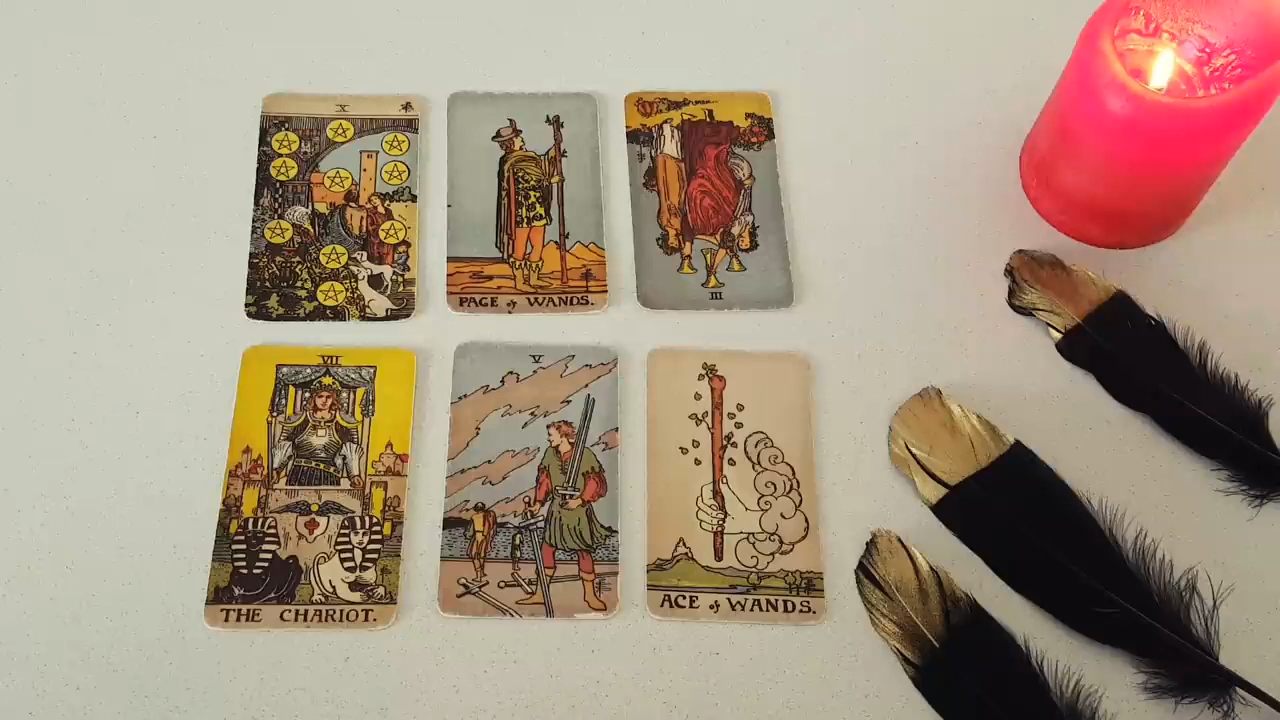 X
PAGE of WANDS.
III
VII
THE CHARIOT.
V
ACE of WANDS.